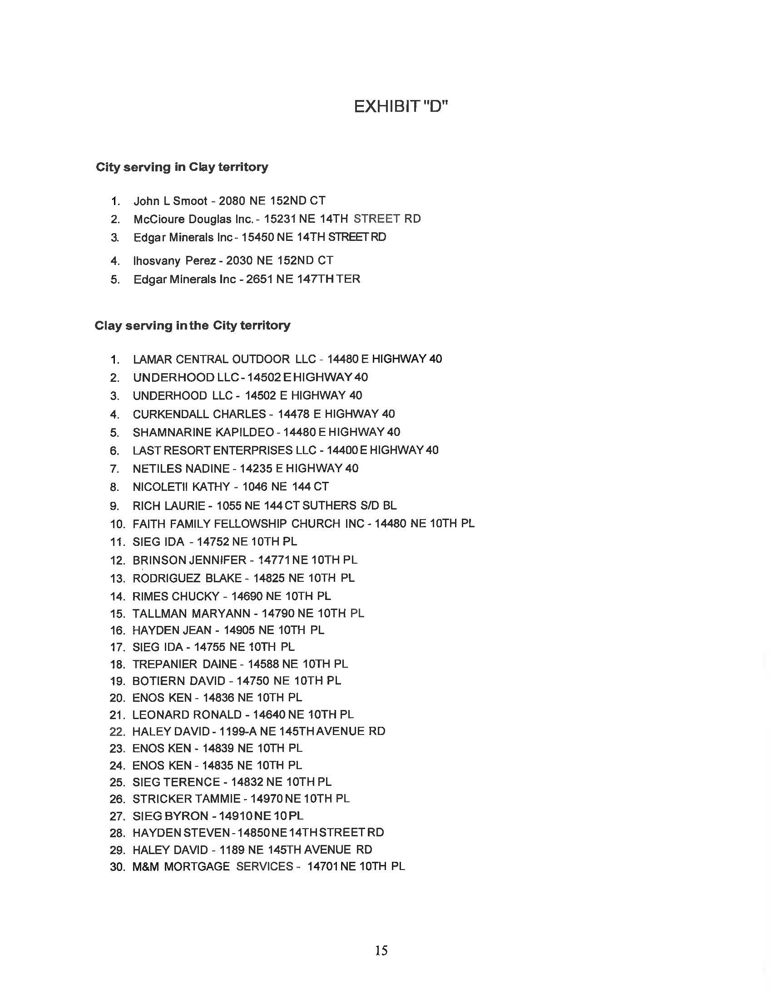 EXHIBIT "D"
City serving in Clay territory
1. John L Smoot - 2080 NE 152ND CT
2. McCioure Douglas Inc. - 15231 NE 14TH STREET RD
3. Edgar Minerals Inc - 15450 NE 14TH STREET RD
4. Ihosvany Perez - 2030 NE 152ND CT
5. Edgar Minerals Inc - 2651 NE 147TH TER
Clay serving in the City territory
1. LAMAR CENTRAL OUTDOOR LLC - 14480 E HIGHWAY 40
2. UNDERHOOD LLC - 14502 E HIGHWAY 40
3. UNDERHOOD LLC - 14502 E HIGHWAY 40
4. CURKENDALL CHARLES - 14478 E HIGHWAY 40
5. SHAMNARINE KAPILDEO - 14480 E HIGHWAY 40
6. LAST RESORT ENTERPRISES LLC - 14400 E HIGHWAY 40
7. NETILES NADINE - 14235 E HIGHWAY 40
8. NICOLETII KATHY - 1046 NE 144 CT
9. RICH LAURIE - 1055 NE 144 CT SUTHERS S/D BL
10. FAITH FAMILY FELLOWSHIP CHURCH INC - 14480 NE 10TH PL
11. SIEG IDA - 14752 NE 10TH PL
12. BRINSON JENNIFER - 14771 NE 10TH PL
13. RODRIGUEZ BLAKE - 14825 NE 10TH PL
14. RIMES CHUCKY - 14690 NE 10TH PL
15. TALLMAN MARYANN - 14790 NE 10TH PL
16. HAYDEN JEAN - 14905 NE 10TH PL
17. SIEG IDA - 14755 NE 10TH PL
18. TREPANIER DAINE - 14588 NE 10TH PL
19. BOTIERN DAVID - 14750 NE 10TH PL
20. ENOS KEN - 14836 NE 10TH PL
21. LEONARD RONALD - 14640 NE 10TH PL
22. HALEY DAVID - 1199-A NE 145TH AVENUE RD
23. ENOS KEN - 14839 NE 10TH PL
24. ENOS KEN - 14835 NE 10TH PL
25. SIEG TERENCE - 14832 NE 10TH PL
26. STRICKER TAMMIE - 14970 NE 10TH PL
27. SIEG BYRON - 14910 NE 10 PL
28. HAYDEN STEVEN - 14850 NE 14TH STREET RD
29. HALEY DAVID - 1189 NE 145TH AVENUE RD
30. M&M MORTGAGE SERVICES - 14701 NE 10TH PL
15